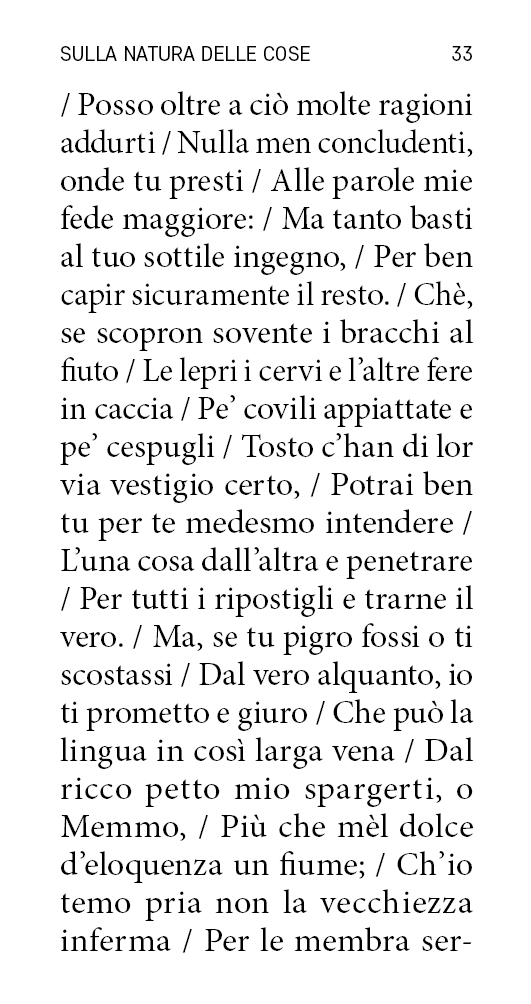 SULLA NATURA DELLE COSE 33
/ Posso oltre a ciò molte ragioni
addurti / Nulla men concludenti,
onde tu presti / Alle parole mie
fede maggiore: / Ma tanto basti
al tuo sottile ingegno, / Per ben
capir sicuramente il resto. / Chè,
se scopron sovente i bracchi al
fiuto / Le lepri i cervi e l’altre fere
in caccia / Pe’ covili appiattate e
pe’ cespugli / Tosto c’han di lor
via vestigio certo, / Potrai ben
tu per te medesmo intendere /
L’una cosa dall’altra e penetrare
/ Per tutti i ripostigli e trarne il
vero. / Ma, se tu pigro fossi o ti
scostassi / Dal vero alquanto, io
ti prometto e giuro / Che può la
lingua in così larga vena / Dal
ricco petto mio spargerti, o
Memmo, / Più che mèl dolce
d’eloquenza un fiume; / Ch’io
temo pria non la vecchiezza
inferma / Per le membra ser-